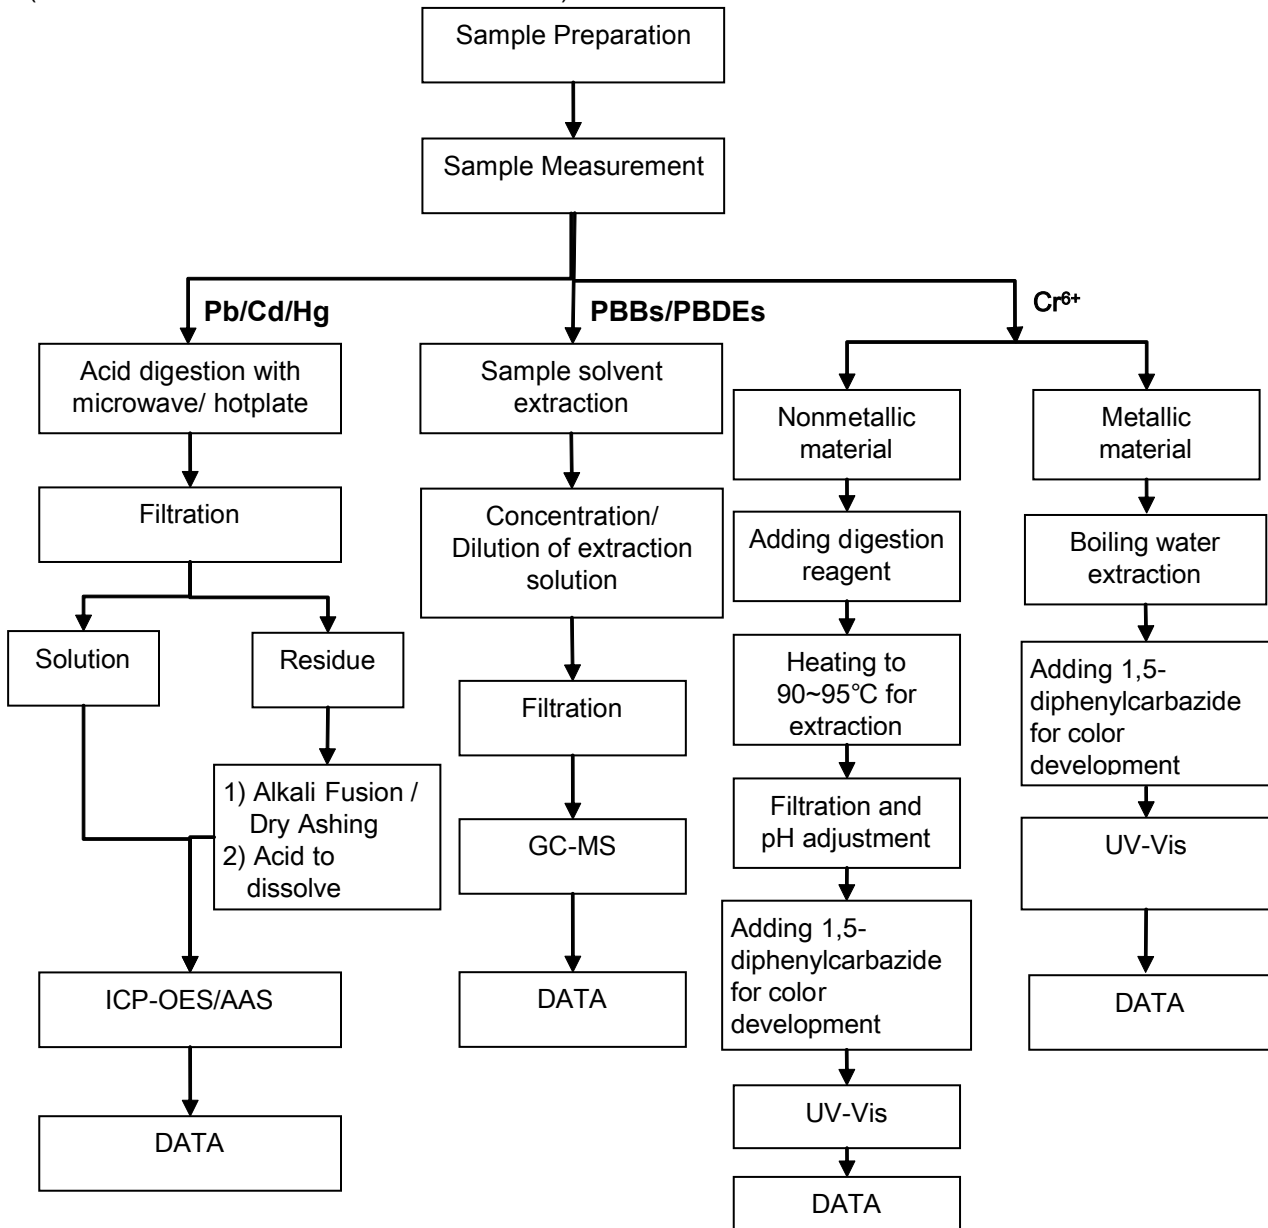 Sample Preparation
Sample Measurement
Pb/Cd/Hg
PBBs/PBDEs
Cr⁶⁺
Acid digestion with
microwave/ hotplate
Filtration
Solution
Residue
1) Alkali Fusion /
Dry Ashing
2) Acid to
dissolve
ICP-OES/AAS
DATA
Sample solvent
extraction
Concentration/
Dilution of extraction
solution
Filtration
GC-MS
DATA
Nonmetallic
material
Adding digestion
reagent
Heating to
90~95℃ for
extraction
Filtration and
pH adjustment
Adding 1,5-
diphenylcarbazide
for color
development
UV-Vis
DATA
Metallic
material
Boiling water
extraction
Adding 1,5-
diphenylcarbazide
for color
development
UV-Vis
DATA